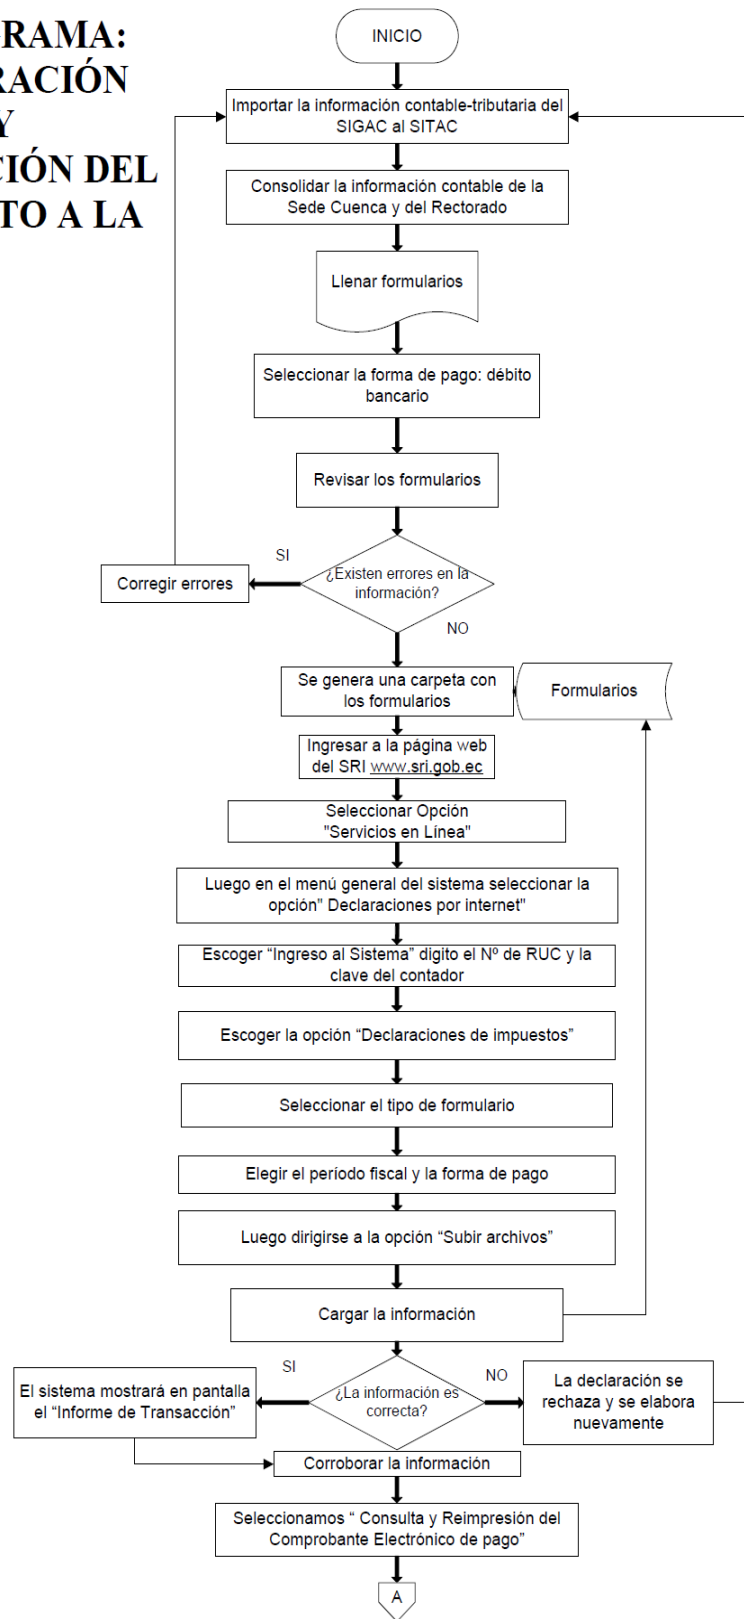 RAMA:
RACIÓN
Y
CIÓN DEL
TO A LA
INICIO
Importar la información contable-tributaria del
SIGAC al SITAC
Consolidar la información contable de la
Sede Cuenca y del Rectorado
Llenar formularios
Seleccionar la forma de pago: débito
bancario
Revisar los formularios
SI
¿Existen errores en la
información?
Corregir errores
NO
Se genera una carpeta con
los formularios
Formularios
Ingresar a la página web
del SRI www.sri.gob.ec
Seleccionar Opción
"Servicios en Línea"
Luego en el menú general del sistema seleccionar la
opción" Declaraciones por internet"
Escoger “Ingreso al Sistema” digito el Nº de RUC y la
clave del contador
Escoger la opción “Declaraciones de impuestos”
Seleccionar el tipo de formulario
Elegir el período fiscal y la forma de pago
Luego dirigirse a la opción “Subir archivos”
Cargar la información
SI
¿La información es
correcta?
NO
El sistema mostrará en pantalla
el “Informe de Transacción”
La declaración se
rechaza y se elabora
nuevamente
Corroborar la información
Seleccionamos “ Consulta y Reimpresión del
Comprobante Electrónico de pago”
A